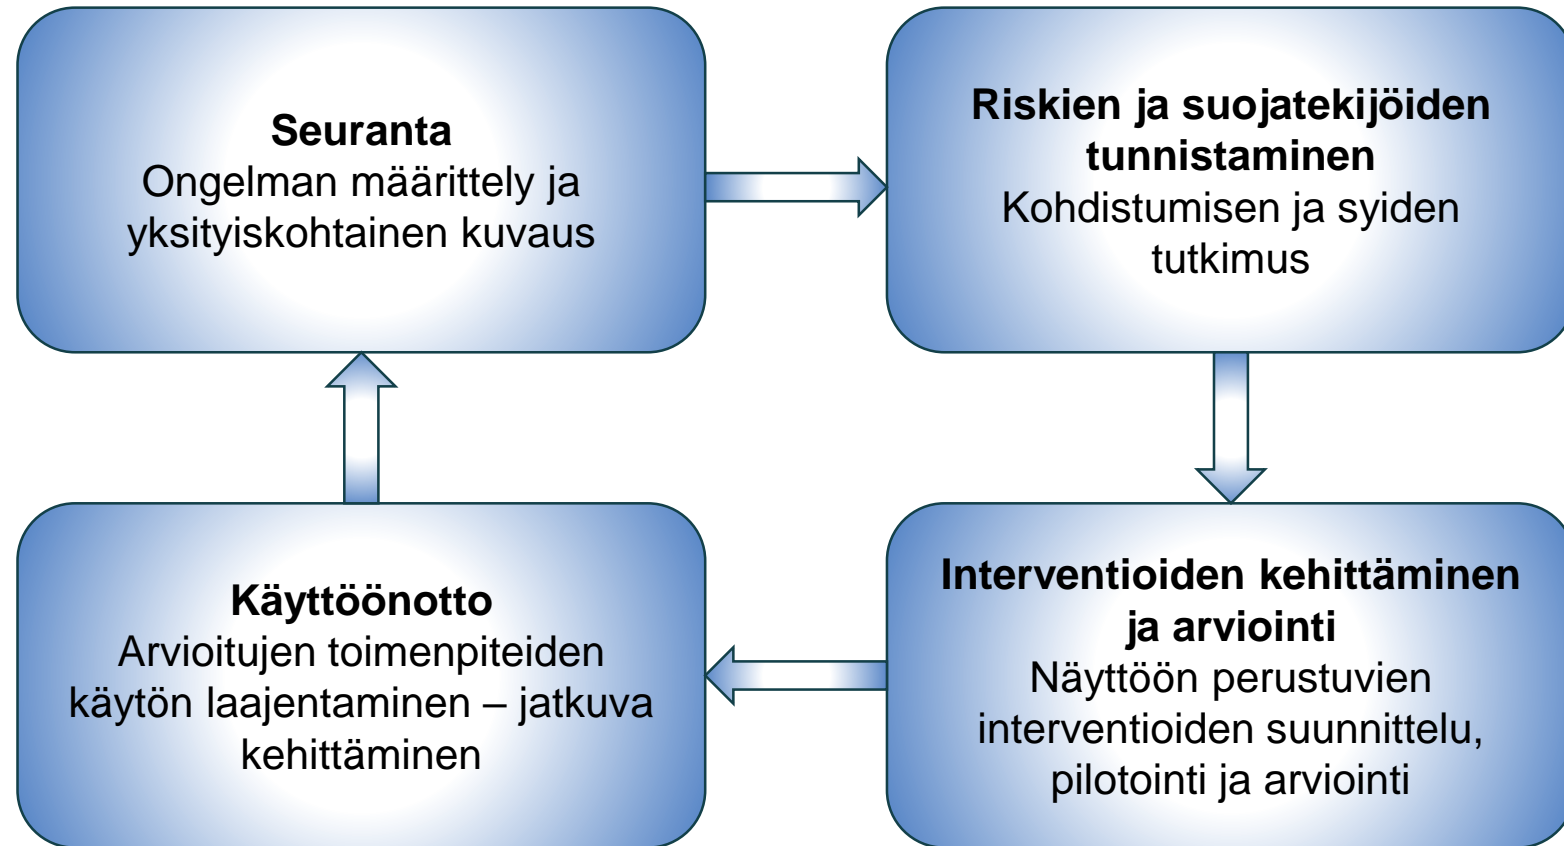 Seuranta
Ongelman määrittely ja
yksityiskohtainen kuvaus
Riskien ja suojatekijöiden
tunnistaminen
Kohdistumisen ja syiden
tutkimus
Interventioiden kehittäminen
ja arviointi
Näyttöön perustuvien
interventioiden suunnittelu,
pilotointi ja arviointi
Käyttöönotto
Arvioitujen toimenpiteiden
käytön laajentaminen – jatkuva
kehittäminen